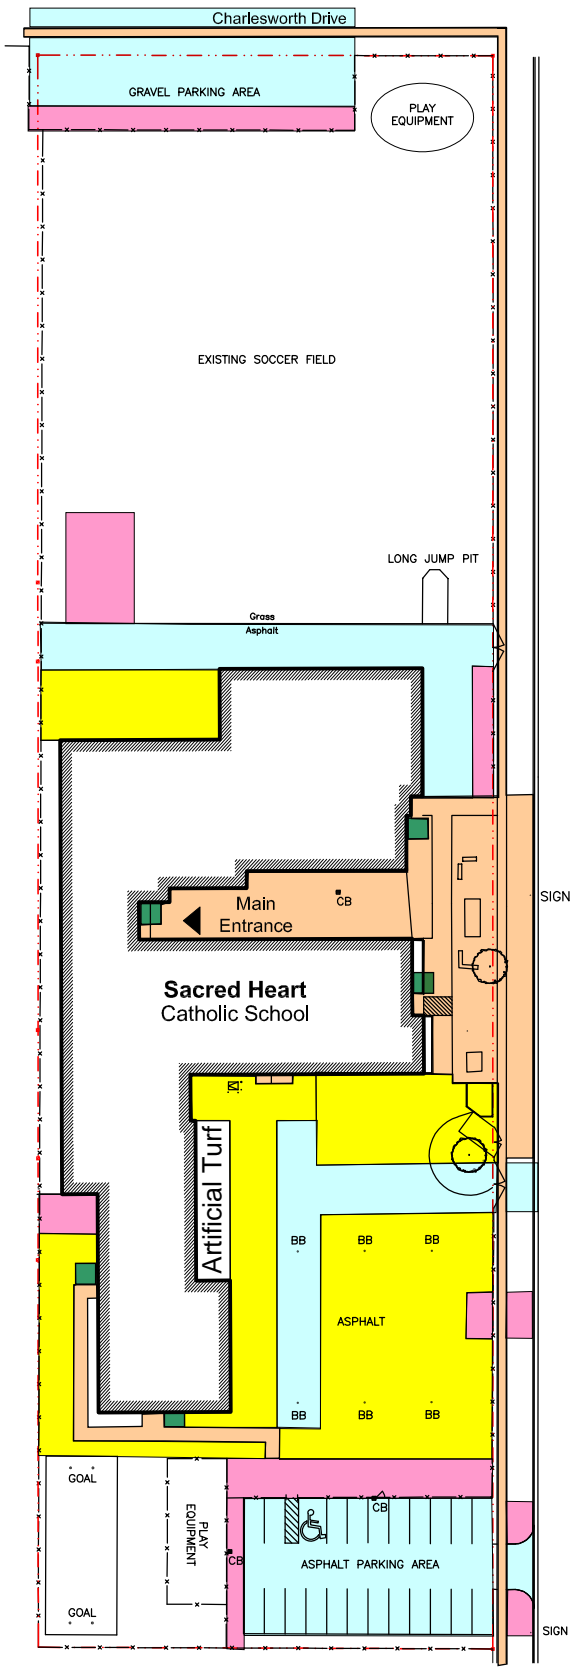 Charlesworth Drive
GRAVEL PARKING AREA
PLAY
EQUIPMENT
EXISTING SOCCER FIELD
LONG JUMP PIT
Grass
Asphalt
Main
Entrance
CB
SIGN
Sacred Heart
Catholic School
Artificial Turf
BB
BB
BB
ASPHALT
BB
BB
BB
GOAL
PLAY
EQUIPMENT
CB
CB
ASPHALT PARKING AREA
GOAL
SIGN